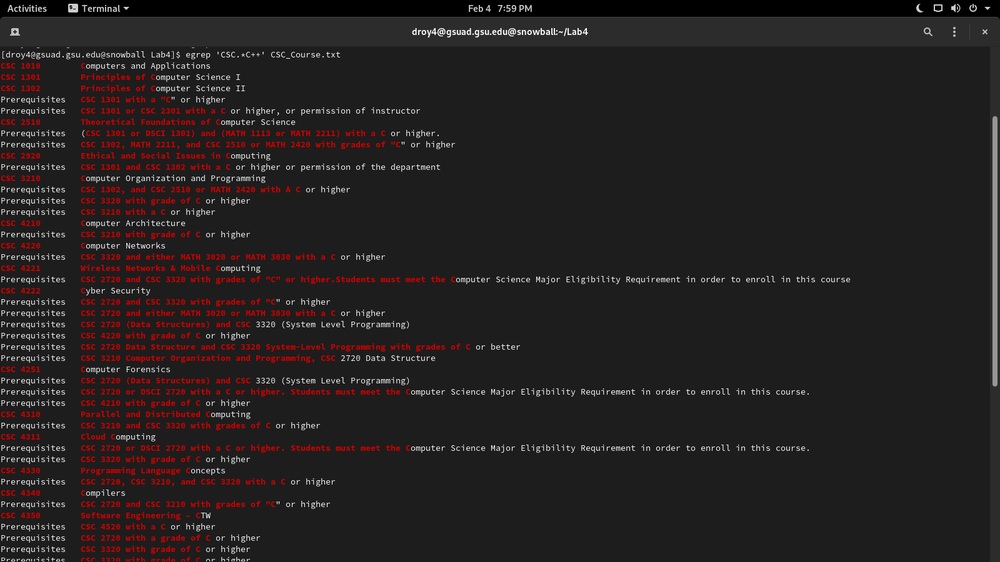 Activities Terminal Feb 4 7:59 PM
droy4@gsuad.gsu.edu@snowball:~/Lab4
[droy4@gsuad.gsu.edu@snowball Lab4]$ egrep 'CSC.*C++' CSC_Course.txt
CSC 1010 Computers and Applications
CSC 1301 Principles of Computer Science I
CSC 1302 Principles of Computer Science II
Prerequisites CSC 1301 with a "C" or higher
Prerequisites CSC 1301 or CSC 2301 with a C or higher, or permission of instructor
CSC 2510 Theoretical Foundations of Computer Science
Prerequisites (CSC 1301 or DSCI 1301) and (MATH 1113 or MATH 2211) with a C or higher.
Prerequisites CSC 1302, MATH 2211, and CSC 2510 or MATH 2420 with grades of "C" or higher
CSC 2920 Ethical and Social Issues in Computing
Prerequisites CSC 1301 and CSC 1302 with a C or higher or permission of the department
CSC 3210 Computer Organization and Programming
Prerequisites CSC 1302, and CSC 2510 or MATH 2420 with A C or higher
Prerequisites CSC 3320 with grade of C or higher
Prerequisites CSC 3210 with a C or higher
CSC 4210 Computer Architecture
Prerequisites CSC 3210 with grade of C or higher
CSC 4220 Computer Networks
Prerequisites CSC 3320 and either MATH 3020 or MATH 3030 with a C or higher
CSC 4221 Wireless Networks & Mobile Computing
Prerequisites CSC 2720 and CSC 3320 with grades of "C" or higher.Students must meet the Computer Science Major Eligibility Requirement in order to enroll in this course
CSC 4222 Cyber Security
Prerequisites CSC 2720 and CSC 3320 with grades of "C" or higher
Prerequisites CSC 2720 and either MATH 3020 or MATH 3030 with a C or higher
Prerequisites CSC 2720 (Data Structures) and CSC 3320 (System Level Programming)
Prerequisites CSC 4220 with grade of C or higher
Prerequisites CSC 2720 Data Structure and CSC 3320 System-Level Programming with grades of C or better
Prerequisites CSC 3210 Computer Organization and Programming, CSC 2720 Data Structure
CSC 4251 Computer Forensics
Prerequisites CSC 2720 (Data Structures) and CSC 3320 (System Level Programming)
Prerequisites CSC 2720 or DSCI 2720 with a C or higher. Students must meet the Computer Science Major Eligibility Requirement in order to enroll in this course.
Prerequisites CSC 4210 with grade of C or higher
CSC 4310 Parallel and Distributed Computing
Prerequisites CSC 3210 and CSC 3320 with grades of C or higher
CSC 4311 Cloud Computing
Prerequisites CSC 2720 or DSCI 2720 with a C or higher. Students must meet the Computer Science Major Eligibility Requirement in order to enroll in this course.
Prerequisites CSC 3320 with grade of C or higher
CSC 4330 Programming Language Concepts
Prerequisites CSC 2720, CSC 3210, and CSC 3320 with a C or higher
CSC 4340 Compilers
Prerequisites CSC 2720 and CSC 3210 with grades of "C" or higher
CSC 4350 Software Engineering - CTW
Prerequisites CSC 4520 with a C or higher
Prerequisites CSC 2720 with a grade of C or higher
Prerequisites CSC 3320 with grade of C or higher
Prerequisites CSC 3320 with grade of C or higher